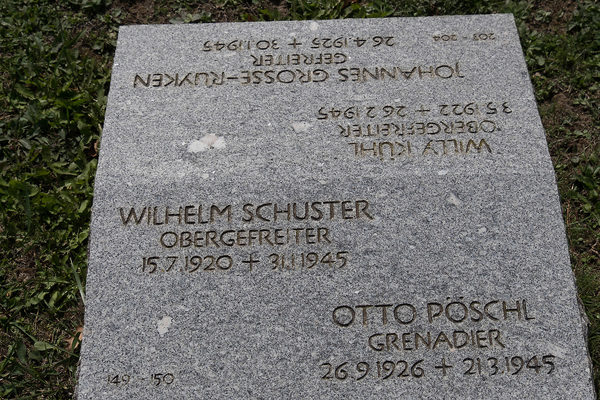 WILHELM SCHUSTER
OBERGEFREITER
15.7.1920 + 31.1.1945
OTTO PÖSCHL
GRENADIER
26.9.1926 + 21.3.1945
149 - 150
WILLY KÜHL
OBERGEFREITER
3.5.1922 + 26.2.1945
JOHANNES GROSSE-RÜYKEN
GEFREITER
26.4.1925 + 30.1.1945
203 - 204